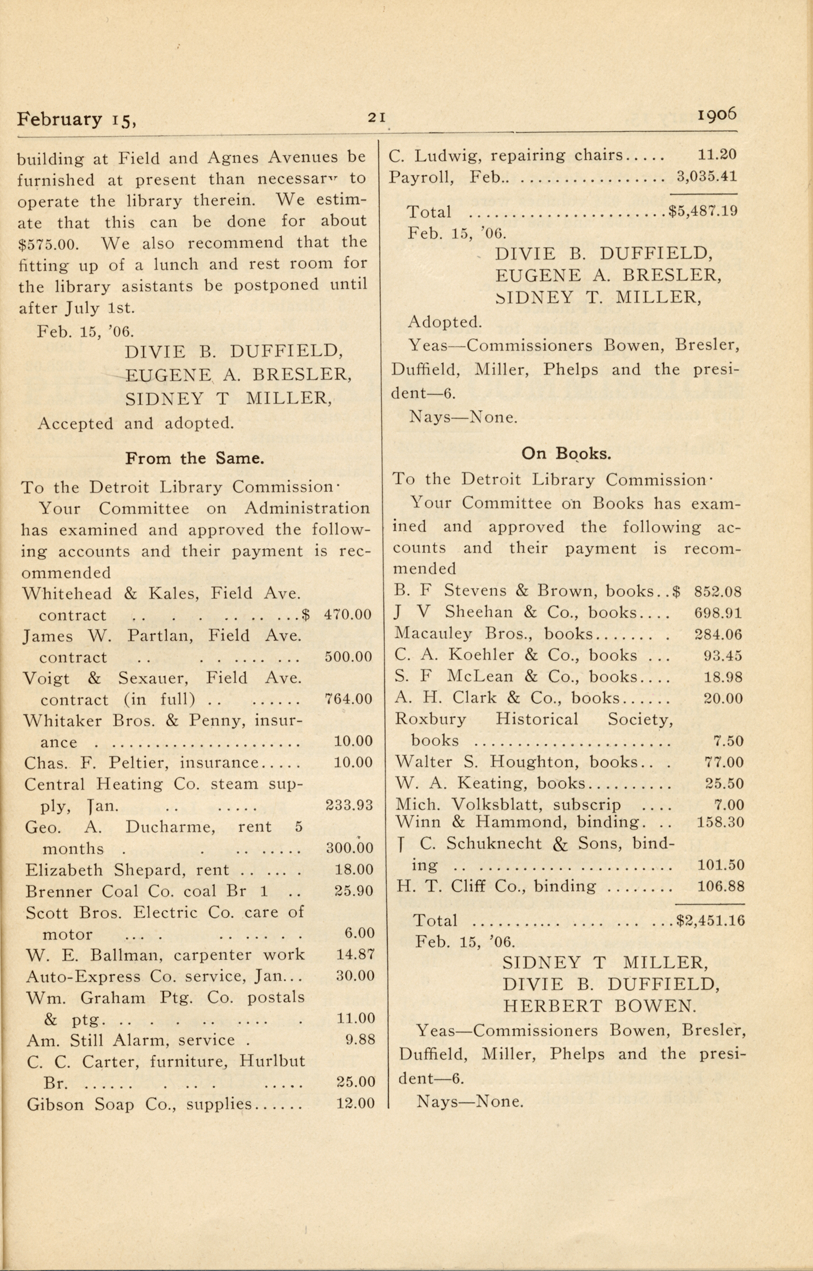 February 15,
21
1906
building at Field and Agnes Avenues be
furnished at present than necessary to
operate the library therein. We estim-
ate that this can be done for about
$575.00. We also recommend that the
fitting up of a lunch and rest room for
the library asistants be postponed until
after July 1st.
Feb. 15, '06.
DIVIE B. DUFFIELD,
EUGENE A. BRESLER,
SIDNEY T MILLER,
Accepted and adopted.
From the Same.
To the Detroit Library Commission·
Your Committee on Administration
has examined and approved the follow-
ing accounts and their payment is rec-
ommended
Whitehead & Kales, Field Ave.
contract .. . .. .. .. ...$ 470.00
James W. Partlan, Field Ave.
contract .. . .. .. ... 500.00
Voigt & Sexauer, Field Ave.
contract (in full) .. ...... 764.00
Whitaker Bros. & Penny, insur-
ance . ..................... 10.00
Chas. F. Peltier, insurance..... 10.00
Central Heating Co. steam sup-
ply, Jan. .. ..... 233.93
Geo. A. Ducharme, rent 5
months . . .. ..... 300.00
Elizabeth Shepard, rent .. ... . 18.00
Brenner Coal Co. coal Br 1 .. 25.90
Scott Bros. Electric Co. care of
motor ... . ...... . 6.00
W. E. Ballman, carpenter work 14.87
Auto-Express Co. service, Jan... 30.00
Wm. Graham Ptg. Co. postals
& ptg. .. . . .. .... . 11.00
Am. Still Alarm, service . 9.88
C. C. Carter, furniture, Hurlbut
Br. ...... . .. . ..... 25.00
Gibson Soap Co., supplies...... 12.00
C. Ludwig, repairing chairs..... 11.20
Payroll, Feb.. ................ 3,035.41
Total .......................$5,487.19
Feb. 15, '06.
DIVIE B. DUFFIELD,
EUGENE A. BRESLER,
SIDNEY T. MILLER,
Adopted.
Yeas—Commissioners Bowen, Bresler,
Duffield, Miller, Phelps and the presi-
dent—6.
Nays—None.
On Books.
To the Detroit Library Commission·
Your Committee on Books has exam-
ined and approved the following ac-
counts and their payment is recom-
mended
B. F Stevens & Brown, books..$ 852.08
J V Sheehan & Co., books.... 698.91
Macauley Bros., books....... . 284.06
C. A. Koehler & Co., books ... 93.45
S. F McLean & Co., books.... 18.98
A. H. Clark & Co., books...... 20.00
Roxbury Historical Society,
books ....................... 7.50
Walter S. Houghton, books.. . 77.00
W. A. Keating, books.......... 25.50
Mich. Volksblatt, subscrip .... 7.00
Winn & Hammond, binding. .. 158.30
J C. Schuknecht & Sons, bind-
ing .. ..................... 101.50
H. T. Cliff Co., binding ........ 106.88
Total ........... .... ... ...$2,451.16
Feb. 15, '06.
SIDNEY T MILLER,
DIVIE B. DUFFIELD,
HERBERT BOWEN.
Yeas—Commissioners Bowen, Bresler,
Duffield, Miller, Phelps and the presi-
dent—6.
Nays—None.